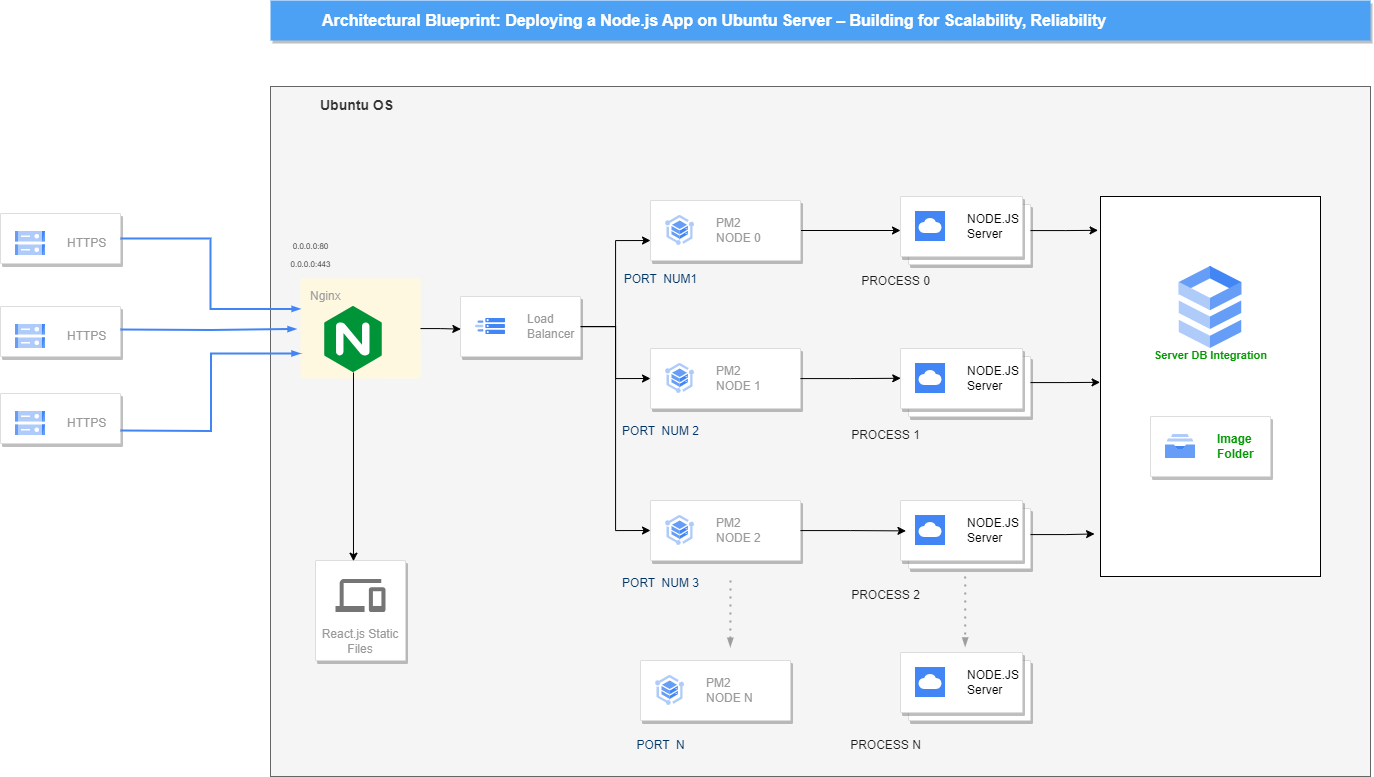 Architectural Blueprint: Deploying a Node.js App on Ubuntu Server – Building for Scalability, Reliability
Ubuntu OS
HTTPS
HTTPS
HTTPS
0.0.0.0:80
0.0.0.0:443
Nginx
N
Load
Balancer
React.js Static
Files
PM2
NODE 0
PORT NUM1
NODE.JS
Server
PROCESS 0
PM2
NODE 1
PORT NUM 2
NODE.JS
Server
PROCESS 1
PM2
NODE 2
PORT NUM 3
NODE.JS
Server
PROCESS 2
PM2
NODE N
PORT N
NODE.JS
Server
PROCESS N
Server DB Integration
Image
Folder